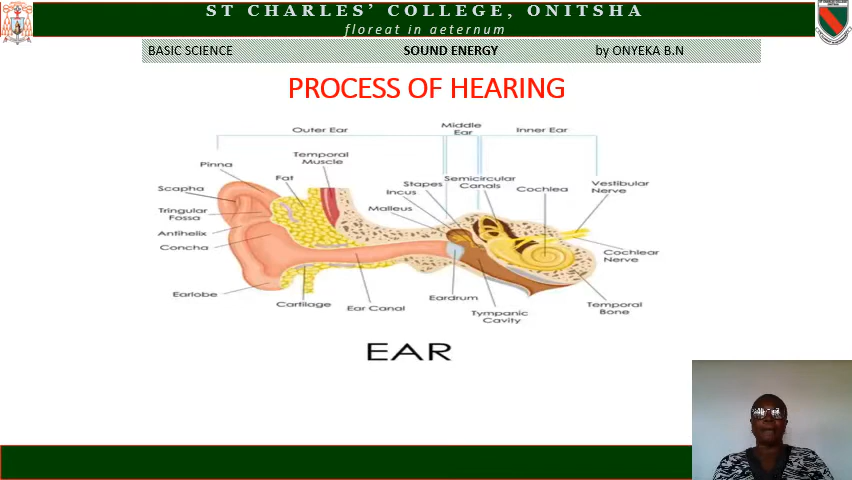 ST CHARLES' COLLEGE, ONITSHA
floreat in aeternum
BASIC SCIENCE SOUND ENERGY by ONYEKA B.N
PROCESS OF HEARING
Outer Ear
Middle Ear
Inner Ear
Temporal Muscle
Pinna
Fat
Scapha
Tringular Fossa
Antihelix
Concha
Earlobe
Cartilage
Ear Canal
Stapes
Incus
Malleus
Semicircular Canals
Cochlea
Vestibular Nerve
Cochlear Nerve
Eardrum
Tympanic Cavity
Temporal Bone
EAR